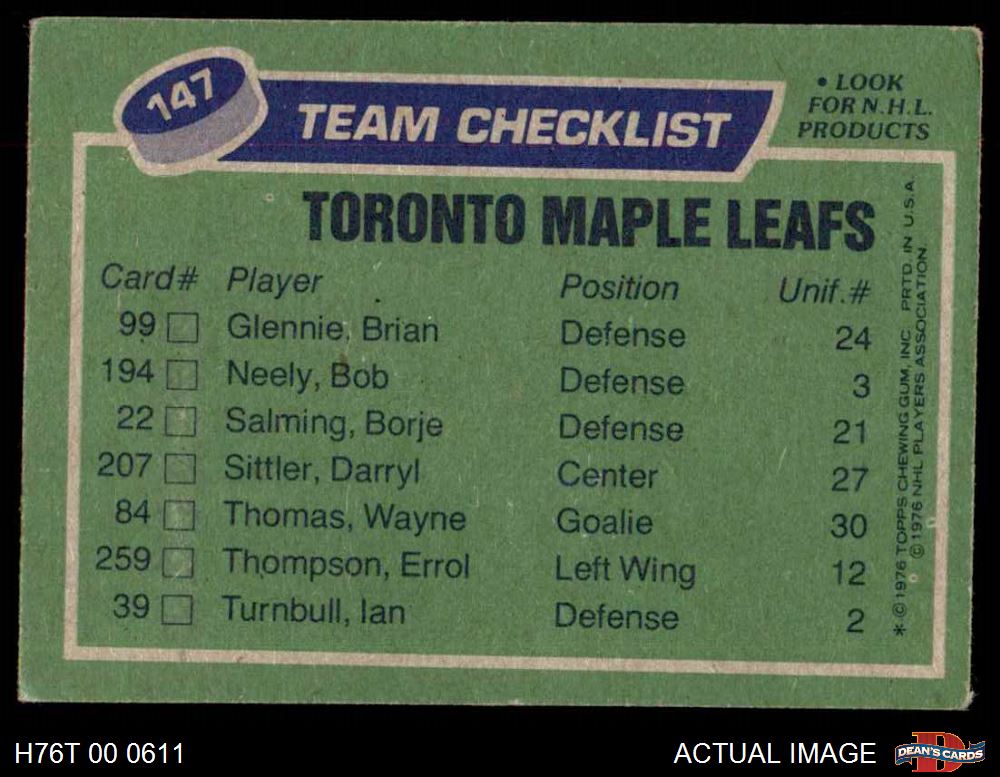 147
TEAM CHECKLIST
• LOOK
FOR N.H.L.
PRODUCTS
TORONTO MAPLE LEAFS
Card# Player Position Unif.#
99 Glennie, Brian Defense 24
194 Neely, Bob Defense 3
22 Salming, Borje Defense 21
207 Sittler, Darryl Center 27
84 Thomas, Wayne Goalie 30
259 Thompson, Errol Left Wing 12
39 Turnbull, Ian Defense 2
* © 1976 TOPPS CHEWING GUM, INC. PRTD. IN U.S.A.
© 1976 NHL PLAYERS ASSOCIATION.
H76T 00 0611
ACTUAL IMAGE
D
DEAN'S CARDS